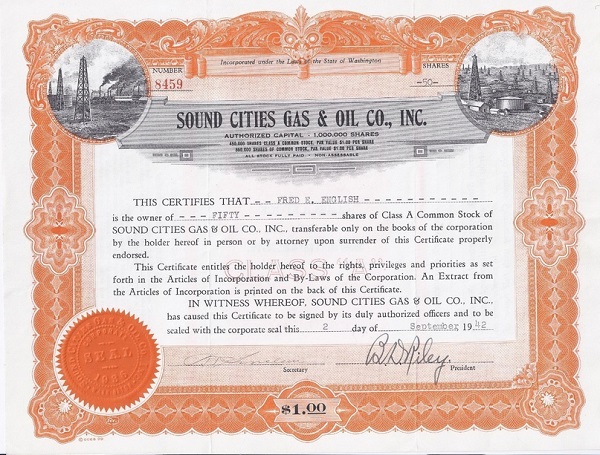 Incorporated under the Laws of the State of Washington
NUMBER
8459
SHARES
-50-
SOUND CITIES GAS & OIL CO., INC.
AUTHORIZED CAPITAL - 1,000,000 SHARES
ALL STOCK FULLY PAID - NON ASSESSABLE
THIS CERTIFIES THAT - - FRED E. ENGLISH - - - - - - - - - - - -
is the owner of - - - FIFTY - - - - - - - - - - shares of Class A Common Stock of
SOUND CITIES GAS & OIL CO., INC., transferable only on the books of the corporation
by the holder hereof in person or by attorney upon surrender of this Certificate properly
endorsed.
CLASS "A"
This Certificate entitles the holder hereof to the rights, privileges and priorities as set
forth in the Articles of Incorporation and By-Laws of the Corporation. An Extract from
the Articles of Incorporation is printed on the back of this Certificate.
IN WITNESS WHEREOF, SOUND CITIES GAS & OIL CO., INC.,
has caused this Certificate to be signed by its duly authorized officers and to be
sealed with the corporate seal this 2 day of September, 1942
B. D. Riley.
Secretary
President
SEAL
$1.00